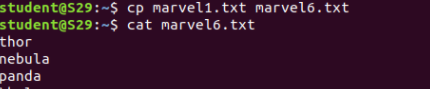 student@S29:~$ cp marvel1.txt marvel6.txt
student@S29:~$ cat marvel6.txt
thor
nebula
panda